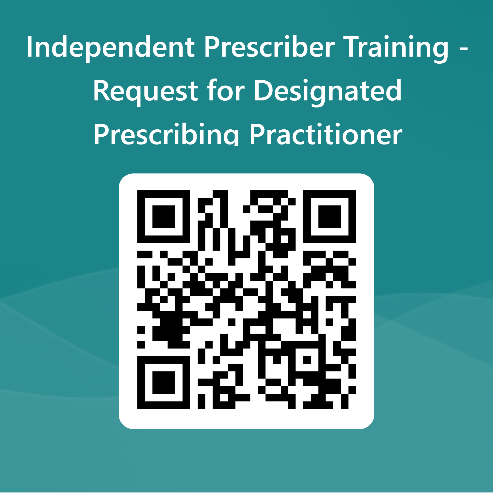 Independent Prescriber Training -
Request for Designated
Prescribing Practitioner